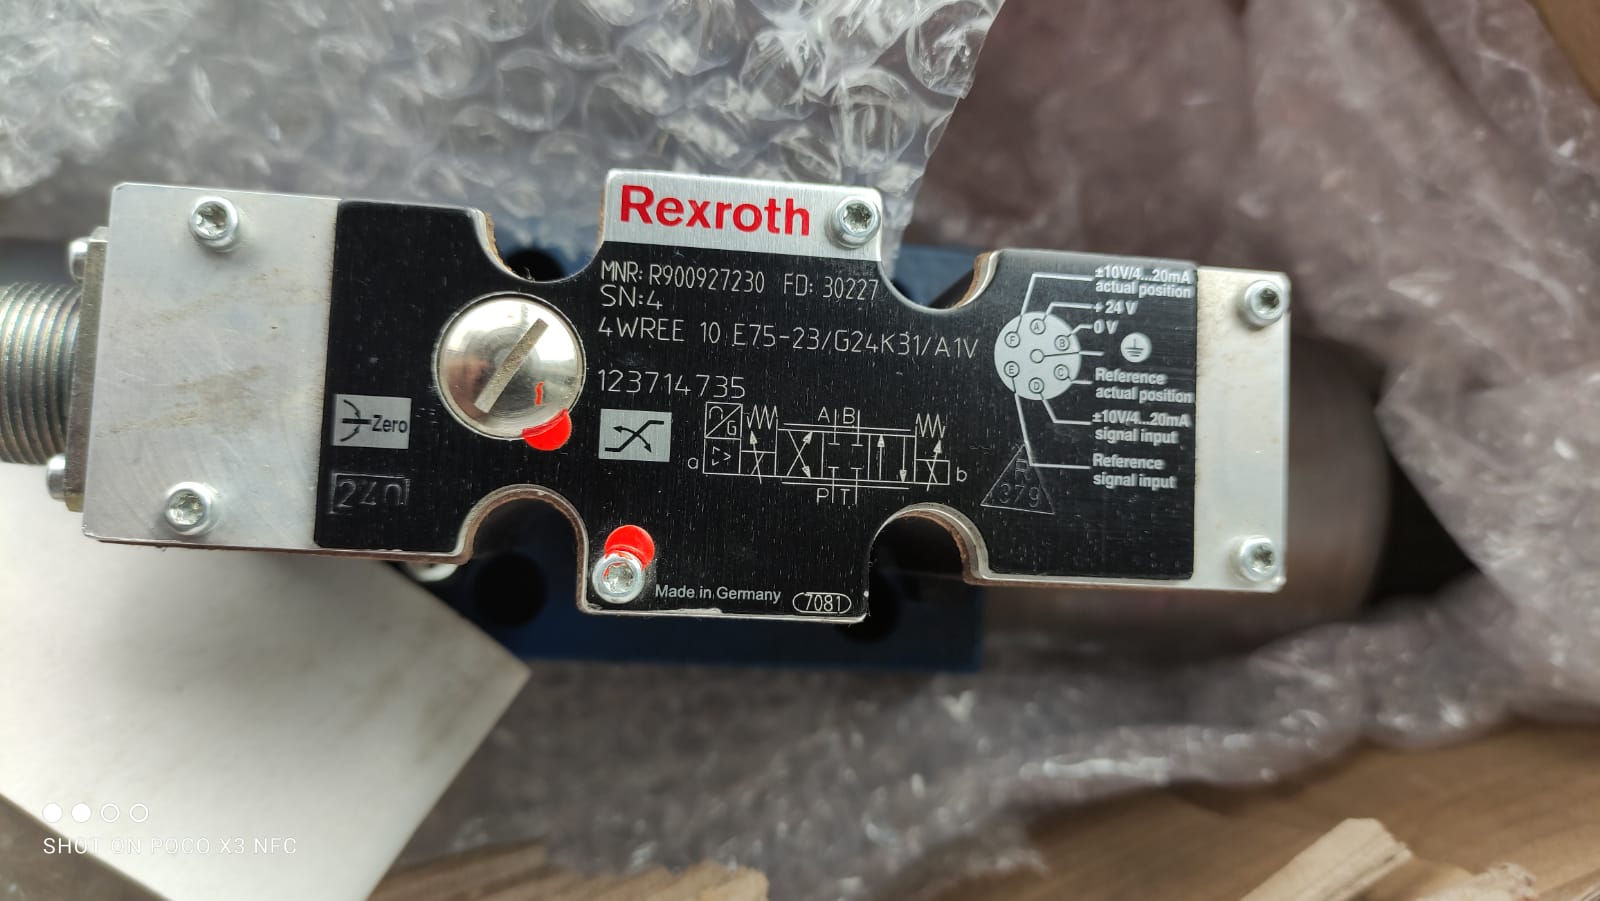 Rexroth
MNR: R900927230 FD: 30227
SN:4
4WREE 10 E75-23/G24K31/A1V
123714735
Zero
240
G
A B
a
b
P T
Made in Germany
7081
±10V/4...20mA
actual position
+24 V
0 V
Reference
actual position
±10V/4...20mA
signal input
Reference
signal input
A
B
C
D
E
F
R
379
SHOT ON POCO X3 NFC